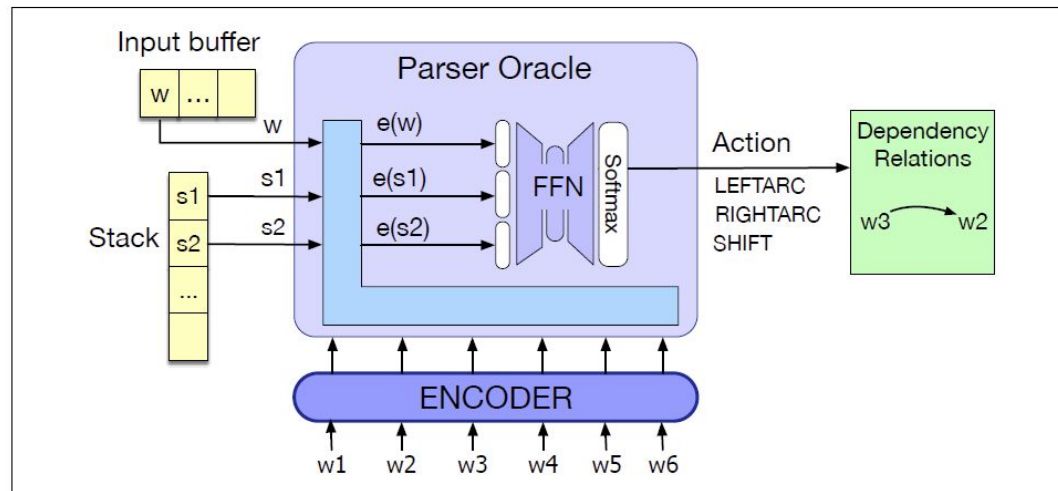 Input buffer
w ...
Parser Oracle
w
e(w)
s1
s1
e(s1)
Stack
s2
s2
e(s2)
...
FFN
Softmax
Action
LEFTARC
RIGHTARC
SHIFT
Dependency
Relations
w3 w2
ENCODER
w1 w2 w3 w4 w5 w6